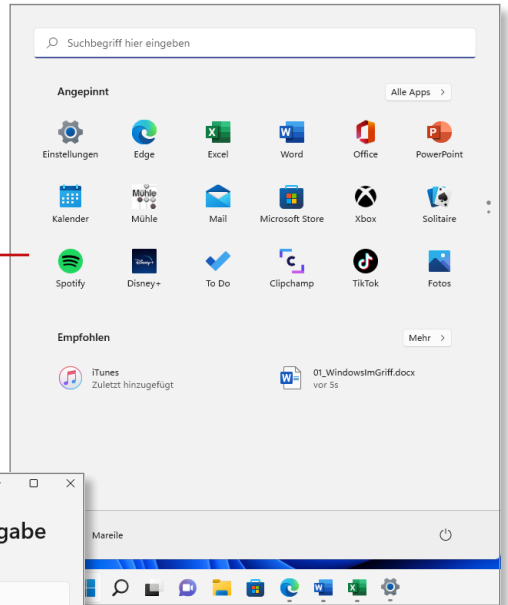 Suchbegriff hier eingeben
Angepinnt
Alle Apps >
Einstellungen Edge Excel Word Office PowerPoint
Kalender Mühle Mail Microsoft Store Xbox Solitaire
Spotify Disney+ To Do Clipchamp TikTok Fotos
Empfohlen
Mehr >
iTunes
Zuletzt hinzugefügt
01_WindowsImGriff.docx
vor 5s
gabe
Mareile